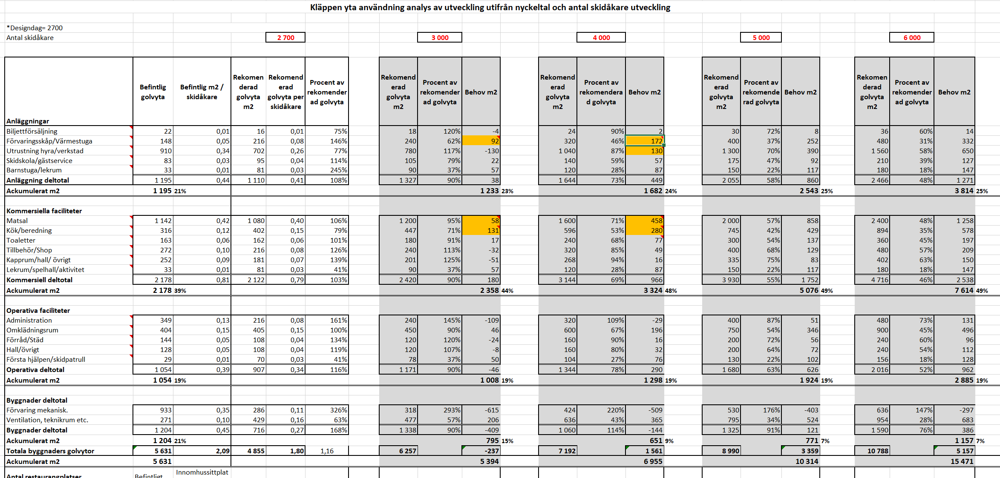 Kläppen yta användning analys av utveckling utifrån nyckeltal och antal skidåkare utveckling
*Designdag= 2700
Antal skidåkare 2 700 3 000 4 000 5 000 6 000
Anläggningar Befintlig golvyta Befintlig m2 / skidåkare Rekomen derad golvyta m2 Rekomend erad golvyta per skidåkare Procent av rekomender ad golvyta Rekomend erad golvyta m2 Procent av rekomender ad golvyta Behov m2 Rekomend erad golvyta m2 Procent av rekomendera d golvyta Behov m2 Rekomend erad golvyta m2 Procent av rekomende rad golvyta Behov m2 Rekomen derad golvyta m2 Procent av rekomender ad golvyta Behov m2
Biljettförsäljning 22 0,01 16 0,01 75% 18 120% -4 24 90% 2 30 72% 8 36 60% 14
Förvaringsskåp/Värmestuga 148 0,05 216 0,08 146% 240 62% 92 320 46% 172 400 37% 252 480 31% 332
Utrustning hyra/verkstad 910 0,34 702 0,26 77% 780 117% -130 1 040 87% 130 1 300 70% 390 1 560 58% 650
Skidskola/gästservice 83 0,03 95 0,04 114% 105 79% 22 140 59% 57 175 47% 92 210 39% 127
Barnstuga/lekrum 33 0,01 81 0,03 245% 90 37% 57 120 28% 87 150 22% 117 180 18% 147
Anläggning deltotal 1 195 0,44 1 110 0,41 108% 1 327 90% 38 1 644 73% 449 2 055 58% 860 2 466 48% 1 271
Ackumulerat m2 1 195 21% 1 233 23% 1 682 24% 2 543 25% 3 814 25%
Kommersiella faciliteter
Matsal 1 142 0,42 1 080 0,40 106% 1 200 95% 58 1 600 71% 458 2 000 57% 858 2 400 48% 1 258
Kök/beredning 316 0,12 402 0,15 79% 447 71% 131 596 53% 280 745 42% 429 894 35% 578
Toaletter 163 0,06 162 0,06 101% 180 91% 17 240 68% 77 300 54% 137 360 45% 197
Tillbehör/Shop 272 0,10 216 0,08 126% 240 113% -32 320 85% 49 400 68% 129 480 57% 209
Kapprum/hall/ övrigt 252 0,09 181 0,07 139% 201 125% -51 268 94% 16 335 75% 83 402 63% 150
Lekrum/spelhall/aktivitet 33 0,01 81 0,03 41% 90 37% 57 120 28% 87 150 22% 117 180 18% 147
Kommersiell deltotal 2 178 0,81 2 122 0,79 103% 2 420 90% 180 3 144 69% 966 3 930 55% 1 752 4 716 46% 2 538
Ackumulerat m2 2 178 39% 2 358 44% 3 324 48% 5 076 49% 7 614 49%
Operativa faciliteter
Administration 349 0,13 216 0,08 161% 240 145% -109 320 109% -29 400 87% 51 480 73% 131
Omklädningsrum 404 0,15 405 0,15 100% 450 90% 46 600 67% 196 750 54% 346 900 45% 496
Förråd/Städ 144 0,05 108 0,04 134% 120 120% -24 160 90% 16 200 72% 56 240 60% 96
Hall/övrigt 128 0,05 108 0,04 119% 120 107% -8 160 80% 32 200 64% 72 240 54% 112
Första hjälpen/skidpatrull 29 0,01 70 0,03 41% 78 37% 50 104 27% 76 130 22% 102 156 18% 128
Operativa deltotal 1 054 0,39 907 0,34 116% 1 171 90% -46 1 344 78% 290 1 680 63% 626 2 016 52% 962
Ackumulerat m2 1 054 19% 1 008 19% 1 298 19% 1 924 19% 2 885 19%
Byggnader deltotal
Förvaring mekanisk. 933 0,35 286 0,11 326% 318 293% -615 424 220% -509 530 176% -403 636 147% -297
Ventilation, teknikrum etc. 271 0,10 429 0,16 63% 477 57% 206 636 43% 365 795 34% 524 954 28% 683
Byggnader deltotal 1 204 0,45 716 0,27 168% 1 338 90% -409 1 060 114% -144 1 325 91% 121 1 590 76% 386
Ackumulerat m2 1 204 21% 795 15% 651 9% 771 7% 1 157 7%
Totala byggnaders golvytor 5 631 2,09 4 855 1,80 1,16 6 257 -237 7 192 1 561 8 990 3 359 10 788 5 157
Ackumulerat m2 5 631 5 394 6 955 10 314 15 471
Antal restaurangplatser Befintligt Innomhussittplat